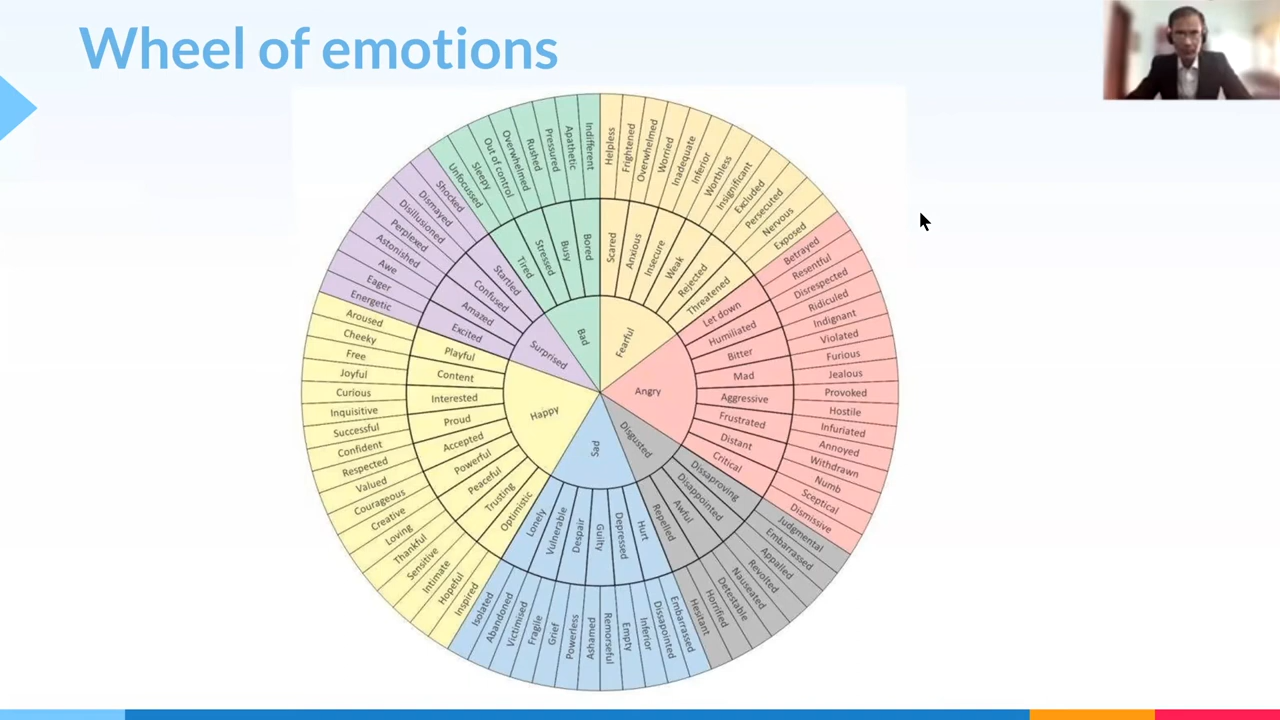 Wheel of emotions
Fearful
Angry
Disgusted
Sad
Happy
Surprised
Bad
Scared
Anxious
Insecure
Weak
Rejected
Threatened
Let down
Humiliated
Bitter
Mad
Aggressive
Frustrated
Distant
Critical
Dissaproving
Disappointed
Awful
Repelled
Hurt
Depressed
Guilty
Despair
Vulnerable
Lonely
Optimistic
Trusting
Peaceful
Powerful
Accepted
Proud
Interested
Content
Playful
Excited
Amazed
Confused
Startled
Tired
Stressed
Busy
Bored
Helpless
Frightened
Overwhelmed
Worried
Inadequate
Inferior
Worthless
Insignificant
Excluded
Persecuted
Nervous
Exposed
Betrayed
Resentful
Disrespected
Ridiculed
Indignant
Violated
Furious
Jealous
Provoked
Hostile
Infuriated
Annoyed
Withdrawn
Numb
Sceptical
Dismissive
Judgmental
Embarrassed
Appalled
Revolted
Nauseated
Detestable
Horrified
Hesitant
Embarrassed
Dissapointed
Inferior
Empty
Remorseful
Ashamed
Powerless
Grief
Fragile
Victimised
Abandoned
Isolated
Inspired
Hopeful
Intimate
Sensitive
Thankful
Loving
Creative
Courageous
Valued
Respected
Confident
Successful
Inquisitive
Curious
Joyful
Free
Cheeky
Aroused
Energetic
Eager
Awe
Astonished
Perplexed
Disillusioned
Dismayed
Shocked
Unfocussed
Sleepy
Out of control
Overwhelmed
Rushed
Pressured
Apathetic
Indifferent